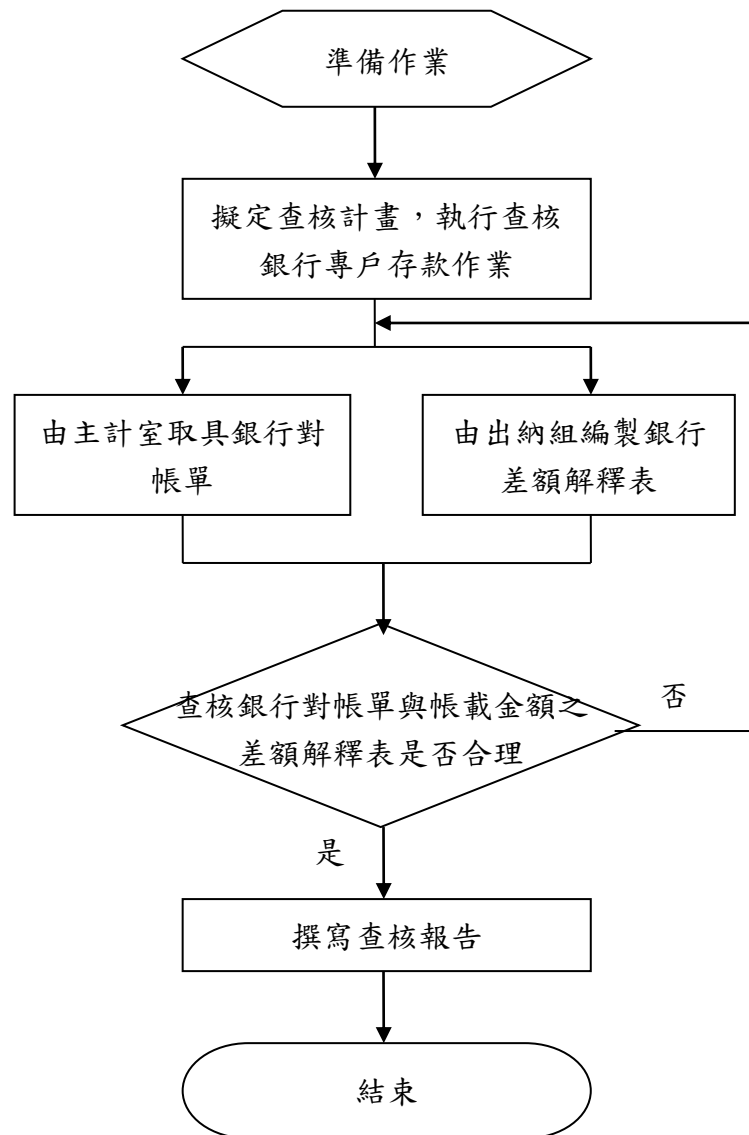 準備作業
擬定查核計畫，執行查核
銀行專戶存款作業
由主計室取具銀行對
帳單
由出納組編製銀行
差額解釋表
查核銀行對帳單與帳載金額之
差額解釋表是否合理
否
是
撰寫查核報告
結束